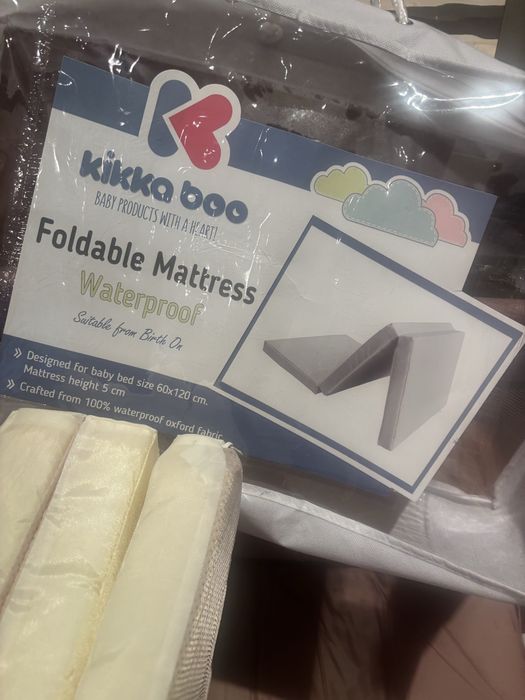 kikka boo
BABY PRODUCTS WITH A HEART!
Foldable Mattress
Waterproof
Suitable from Birth On
» Designed for baby bed size 60x120 cm.
Mattress height 5 cm
» Crafted from 100% waterproof oxford fabric